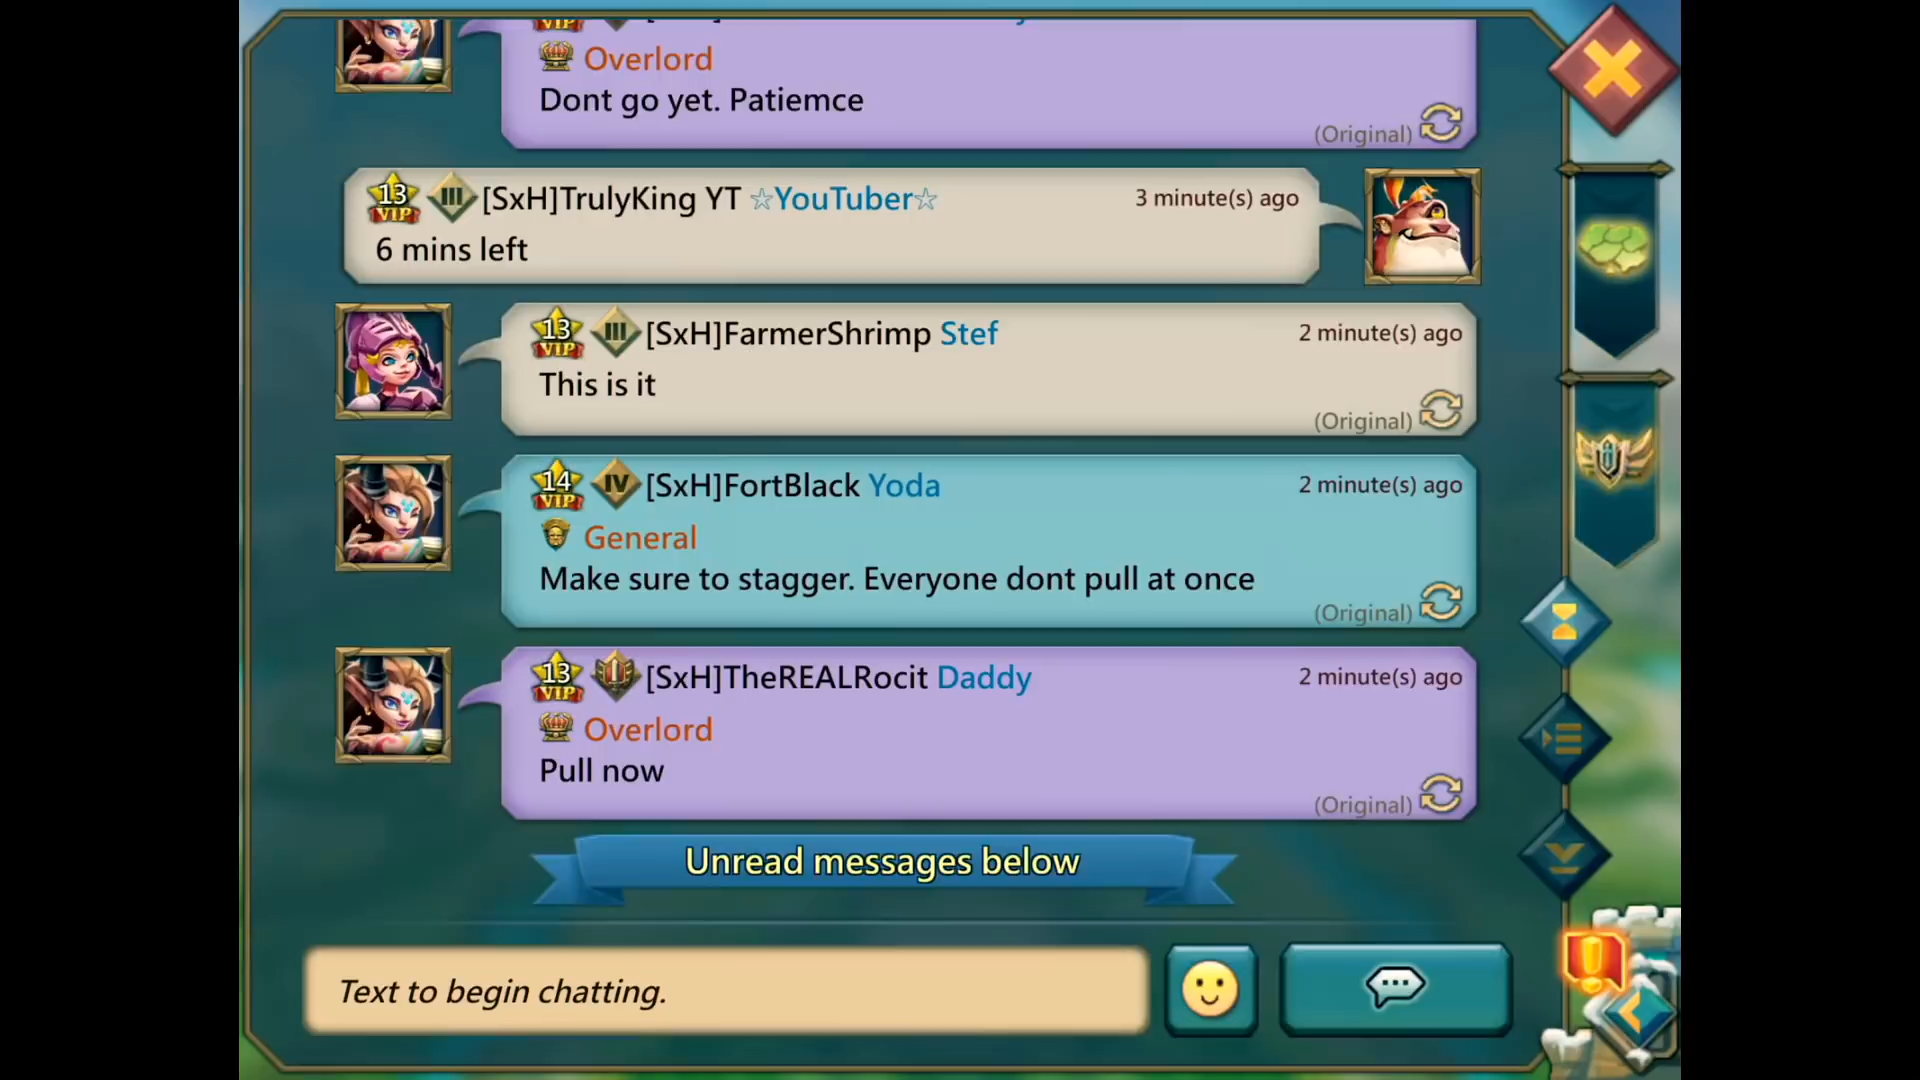 Overlord
Dont go yet. Patiemce
(Original)
13 VIP III [SxH]TrulyKing YT ☆YouTuber☆ 3 minute(s) ago
6 mins left
13 VIP III [SxH]FarmerShrimp Stef 2 minute(s) ago
This is it
(Original)
14 VIP IV [SxH]FortBlack Yoda 2 minute(s) ago
General
Make sure to stagger. Everyone dont pull at once
(Original)
13 VIP [SxH]TheREALRocit Daddy 2 minute(s) ago
Overlord
Pull now
(Original)
Unread messages below
Text to begin chatting.